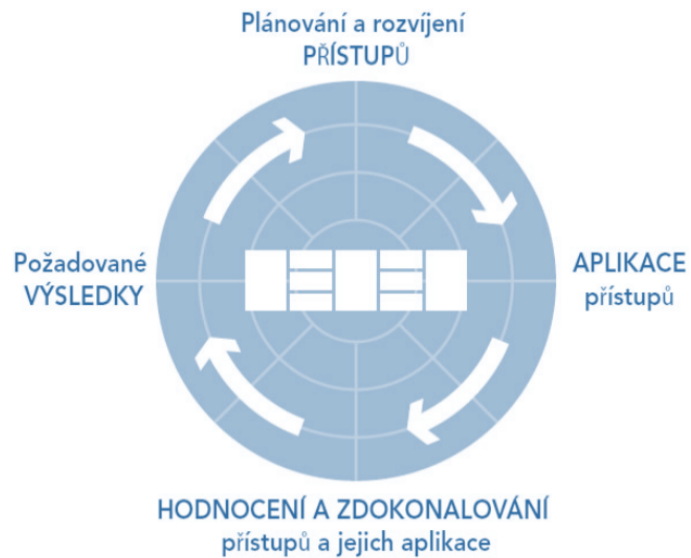 Plánování a rozvíjení
PŘÍSTUPŮ
Požadované
VÝSLEDKY
APLIKACE
přístupů
HODNOCENÍ A ZDOKONALOVÁNÍ
přístupů a jejich aplikace